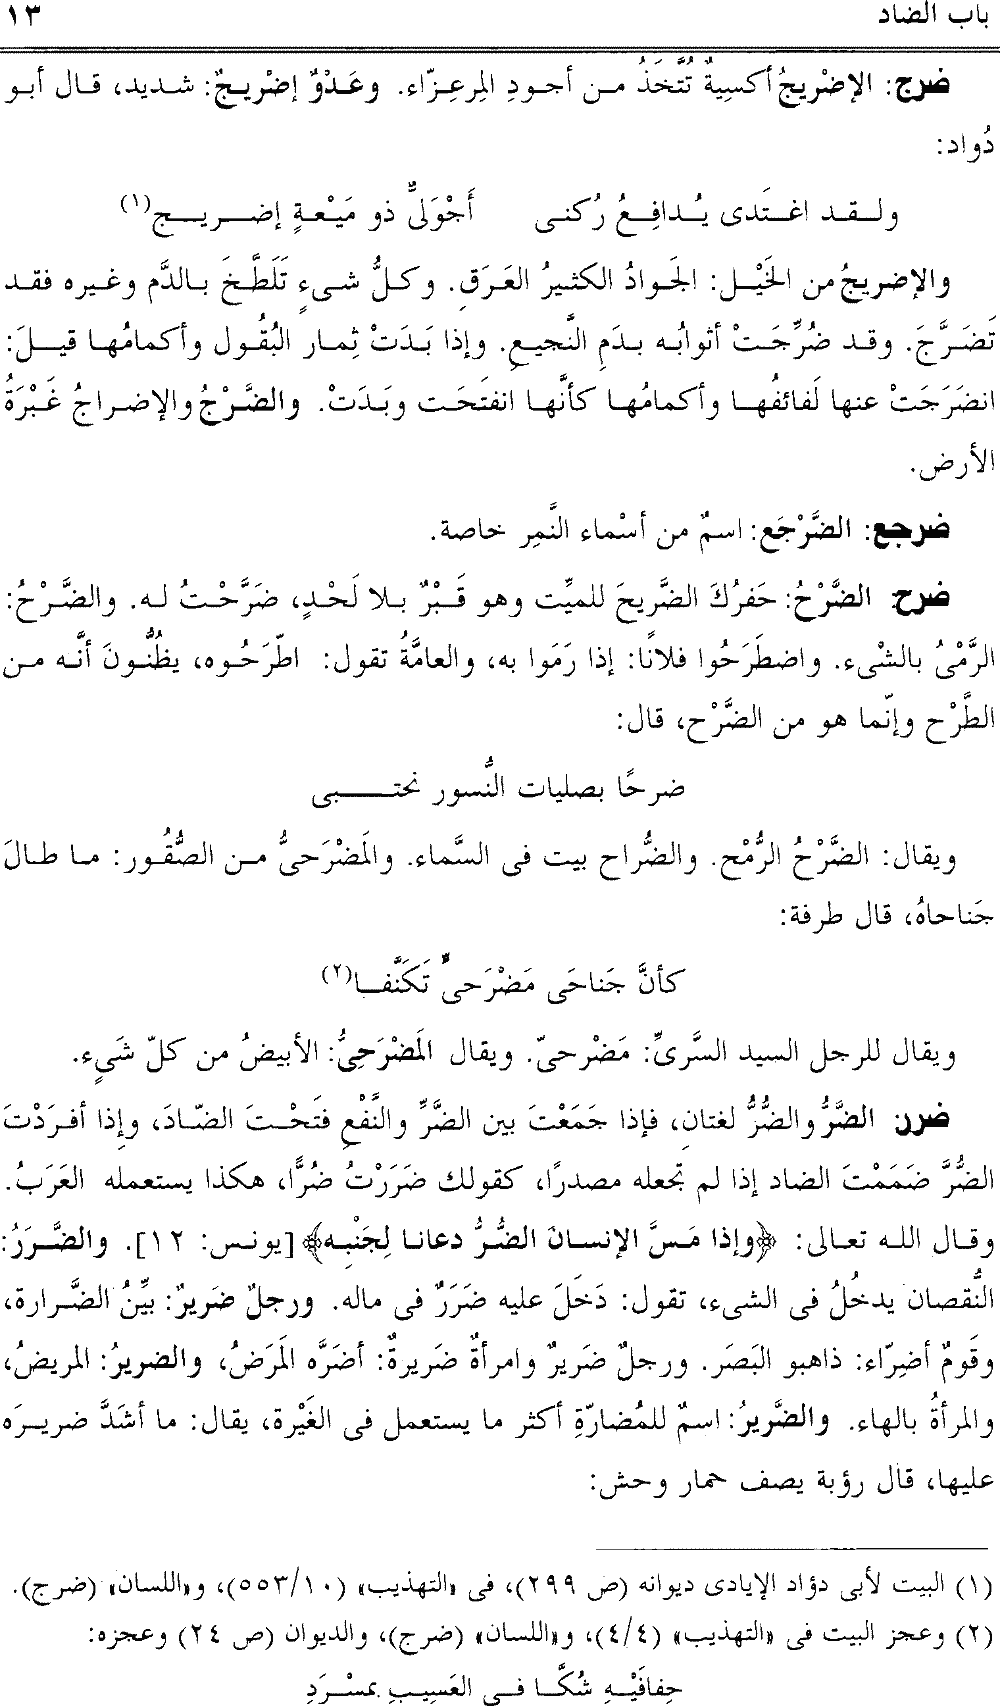 باب الضاد ١٣
ضرج: الإضْرِيجُ أكسِيةٌ تُتَّخَذُ من أجودِ المِرعِزّاء. وعَدْوٌ إضْرِيجٌ: شديد، قال أبو
دُواد:
ولقد اغتَدى يُدافِعُ رُكنى أَجْوَلىٌّ ذو مَيْعةٍ إضريج(١)
والإضريجُ من الخَيْل: الجَوادُ الكثيرُ العَرَقِ. وكلُّ شىءٍ تَلَطَّخَ بالدَّم وغيره فقد
تَضَرَّجَ. وقد ضُرِّجَتْ أثوابُه بدَمِ النَّجيعِ. وإذا بَدَتْ ثِمار البُقُول وأكمامُها قيلَ:
انضَرَجَتْ عنها لَفائفُها وأكمامُها كأنَّها انفتَحَت وبَدَتْ. والضَّرْجُ والإضراجُ غَبْرَةُ
الأرض.
ضرجع: الضَّرْجَع: اسمٌ من أسْماء النَّمِر خاصة.
ضرح: الضَّرْحُ: حَفرُكَ الضَّريحَ للميِّت وهو قَبْرٌ بلا لَحْدٍ، ضَرَّحْتُ له. والضَّرْحُ:
الرَّمْىُ بالشْىء. واضطَرَحُوا فلانًا: إذا رَمَوا به، والعامَّةُ تقول: اطّرَحُوه، يظُنُّونَ أنَّه من
الطَّرْح وإنّما هو من الضَّرْح، قال:
ضرحًا بصليات النُّسور نحتبى
ويقال: الضَّرْحُ الرُّمْح. والضُّراح بيت فى السَّماء. والمَضْرَحىُّ من الصُّقُور: ما طالَ
جَناحاهُ، قال طرفة:
كأنَّ جَناحَى مَضْرَحىٌّ تَكَنَّفا(٢)
ويقال للرجل السيد السَّرىِّ: مَضْرحىّ. ويقال المَضْرَحِىُّ: الأبيضُ من كلّ شَىءٍ.
ضرر: الضَّرُّ والضُّرُّ لغتانِ، فإذا جَمَعْتَ بين الضَّرِّ والنَّفْعِ فتَحْتَ الضّادَ، وإذا أفرَدْتَ
الضُّرَّ ضَمَمْتَ الضاد إذا لم تجعله مصدرًا، كقولك ضَرَرْتُ ضُرًّا، هكذا يستعمله العَرَبُ.
وقال الله تعالى: ﴿وإذا مَسَّ الإنسانَ الضُّرُّ دعانا لِجَنْبِه﴾ [يونس: ١٢]. والضَّرَرُ:
النُّقصان يدخُلُ فى الشىء، تقول: دَخَلَ عليه ضَرَرٌ فى ماله. ورجلٌ ضَريرٌ: بيِّنُ الضَّرارة،
وقَومٌ أضِرّاء: ذاهبو البَصَر. ورجلٌ ضَريرٌ وامرأةٌ ضَريرةٌ: أضَرَّه المَرَضُ، والضريرُ: المريضُ،
والمرأةُ بالهاء. والضَّريرُ: اسمٌ للمُضارّةِ أكثر ما يستعمل فى الغَيْرة، يقال: ما أشَدَّ ضريرَه
عليها، قال رؤبة يصف حمار وحش:
(١) البيت لأبى دؤاد الإيادى ديوانه (ص ٢٩٩)، فى «التهذيب» (٥٥٣/١٠)، و«اللسان» (ضرج).
(٢) وعجز البيت فى «التهذيب» (٤/٤)، و«اللسان» (ضرج)، والديوان (ص ٢٤) وعجزه:
حِفافَيْهِ شُكَّا فى العَسِيبِ بمسْرَدِ